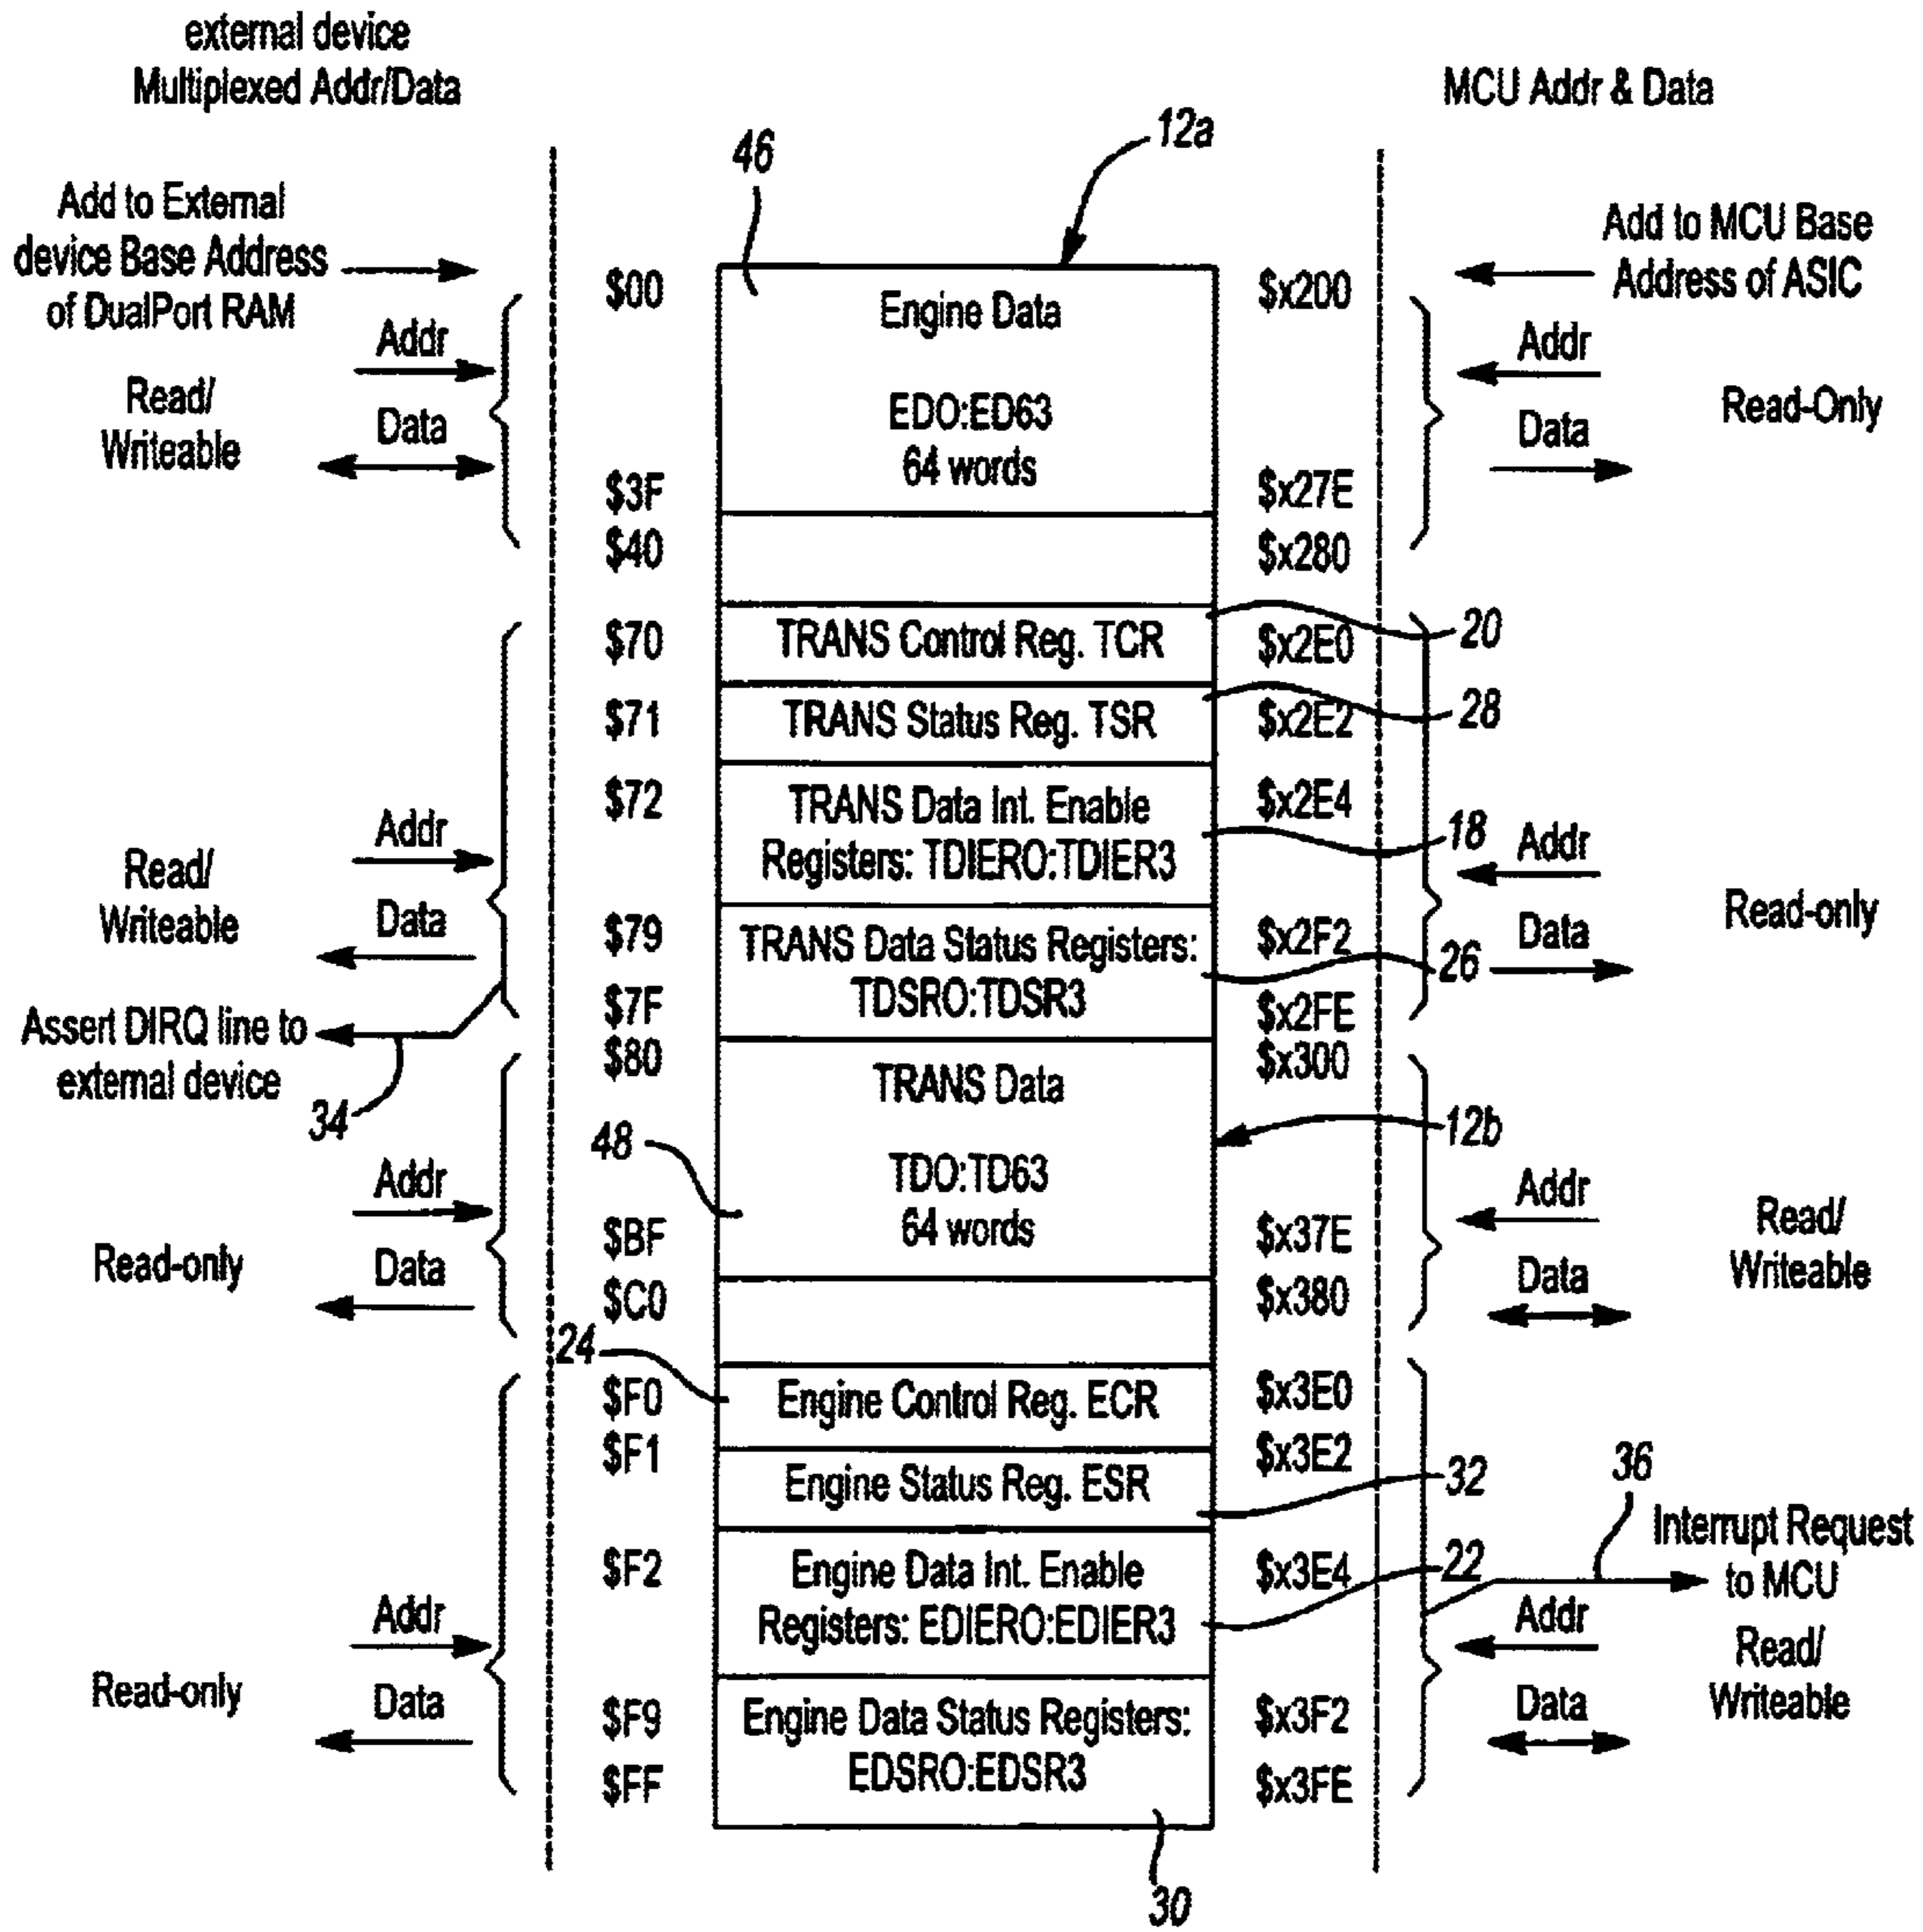 external device
Multiplexed Addr/Data
MCU Addr & Data
46
12a
Add to External
device Base Address
of DualPort RAM
Add to MCU Base
Address of ASIC
$00
Engine Data
$x200
Addr
Read/
Writeable
Data
EDO:ED63
64 words
Addr
Read-Only
Data
$3F
$x27E
$40
$x280
$70
TRANS Control Reg. TCR
$x2E0
20
$71
TRANS Status Reg. TSR
$x2E2
28
$72
TRANS Data Int. Enable
Registers: TDIERO:TDIER3
$x2E4
18
Addr
Read/
Writeable
Data
Addr
Read-only
Data
$79
TRANS Data Status Registers:
TDSRO:TDSR3
$x2F2
26
$7F
$x2FE
Assert DIRQ line to
external device
34
$80
TRANS Data
$x300
12b
48
TDO:TD63
64 words
Addr
Read-only
Data
Addr
Read/
Writeable
Data
$BF
$x37E
$C0
$x380
24
$F0
Engine Control Reg. ECR
$x3E0
$F1
Engine Status Reg. ESR
$x3E2
32
36
Interrupt Request
to MCU
$F2
Engine Data Int. Enable
Registers: EDIERO:EDIER3
$x3E4
22
Addr
Read-only
Data
Addr
Read/
Writeable
Data
$F9
Engine Data Status Registers:
EDSRO:EDSR3
$x3F2
$FF
$x3FE
30